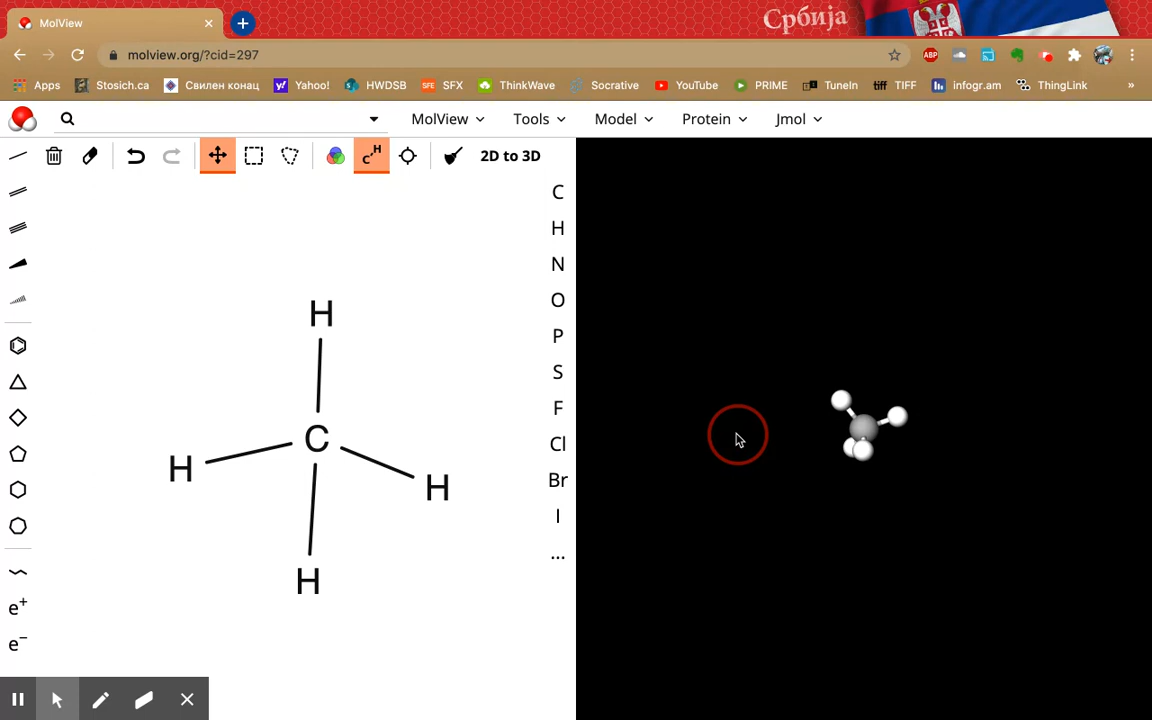 Србија
MolView
molview.org/?cid=297
ABP
Apps Stosich.ca Свилен конац Yahoo! HWDSB SFX ThinkWave Socrative YouTube PRIME TuneIn TIFF infogr.am ThingLink »
MolView Tools Model Protein Jmol
C H 2D to 3D
C
H
N
O
P
S
F
Cl
Br
I
...
H
C
H
H
H
e+
e−